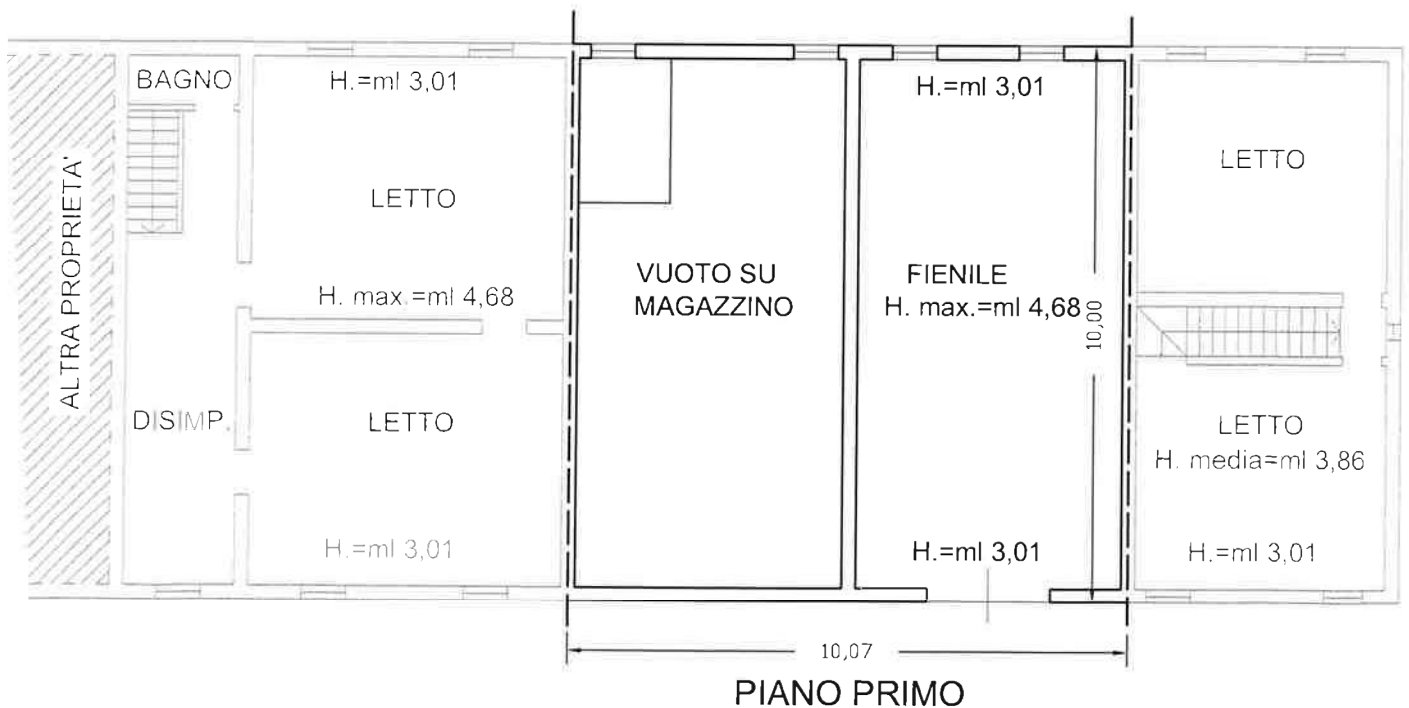 BAGNO
H.=ml 3,01
LETTO
H. max.=ml 4,68
ALTRA PROPRIETA'
DISIMP.
LETTO
H.=ml 3,01
VUOTO SU
MAGAZZINO
H.=ml 3,01
FIENILE
H. max.=ml 4,68
10,00
H.=ml 3,01
LETTO
LETTO
H. media=ml 3,86
H.=ml 3,01
10,07
PIANO PRIMO